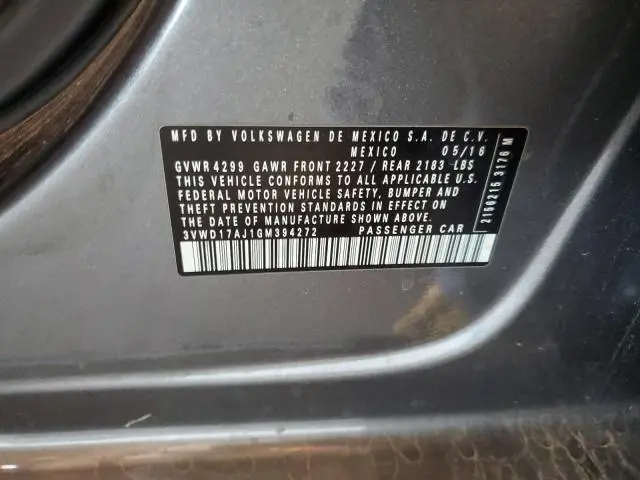 MFD BY VOLKSWAGEN DE MEXICO S.A. DE C.V.
MEXICO 05/16
GVWR 4299 GAWR FRONT 2227 / REAR 2183 LBS
THIS VEHICLE CONFORMS TO ALL APPLICABLE U.S.
FEDERAL MOTOR VEHICLE SAFETY, BUMPER AND
THEFT PREVENTION STANDARDS IN EFFECT ON
THE DATE OF MANUFACTURE SHOWN ABOVE.
3VWD17AJ1GM394272 PASSENGER CAR
3176 M